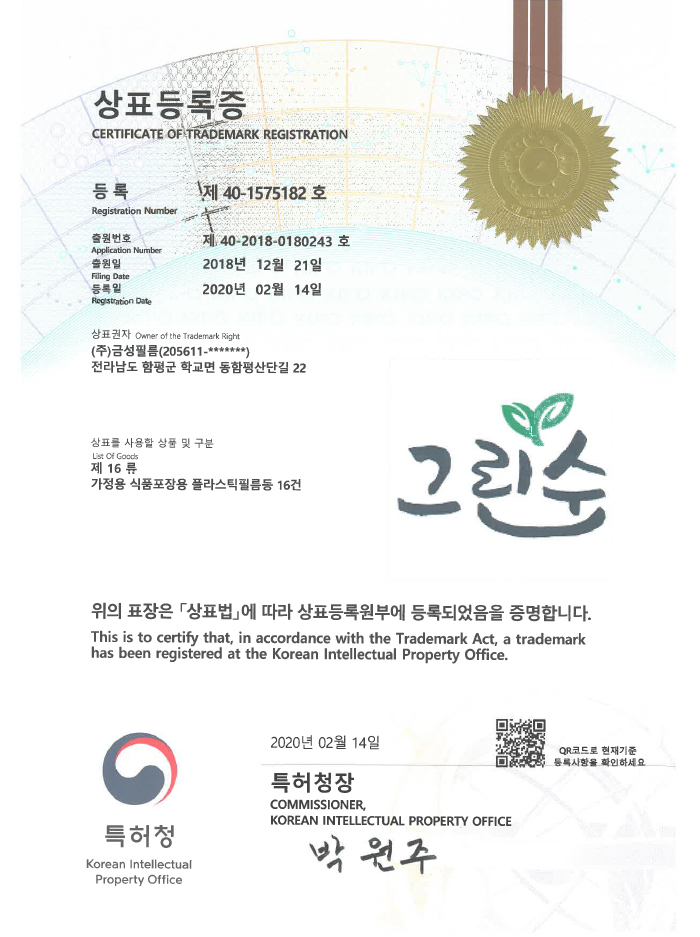 상표등록증
CERTIFICATE OF TRADEMARK REGISTRATION
등록 제 40-1575182 호
Registration Number
출원번호 제 40-2018-0180243 호
Application Number
출원일 2018년 12월 21일
Filing Date
등록일 2020년 02월 14일
Registration Date
상표권자 Owner of the Trademark Right
(주)금성필름(205611-*******)
전라남도 함평군 학교면 동함평산단길 22
상표를 사용할 상품 및 구분
List Of Goods
제 16 류
가정용 식품포장용 플라스틱필름등 16건
그린수
위의 표장은 「상표법」에 따라 상표등록원부에 등록되었음을 증명합니다.
This is to certify that, in accordance with the Trademark Act, a trademark
has been registered at the Korean Intellectual Property Office.
2020년 02월 14일
QR코드로 현재기준
등록사항을 확인하세요
특허청장
COMMISSIONER,
KOREAN INTELLECTUAL PROPERTY OFFICE
박원주
특허청
Korean Intellectual
Property Office